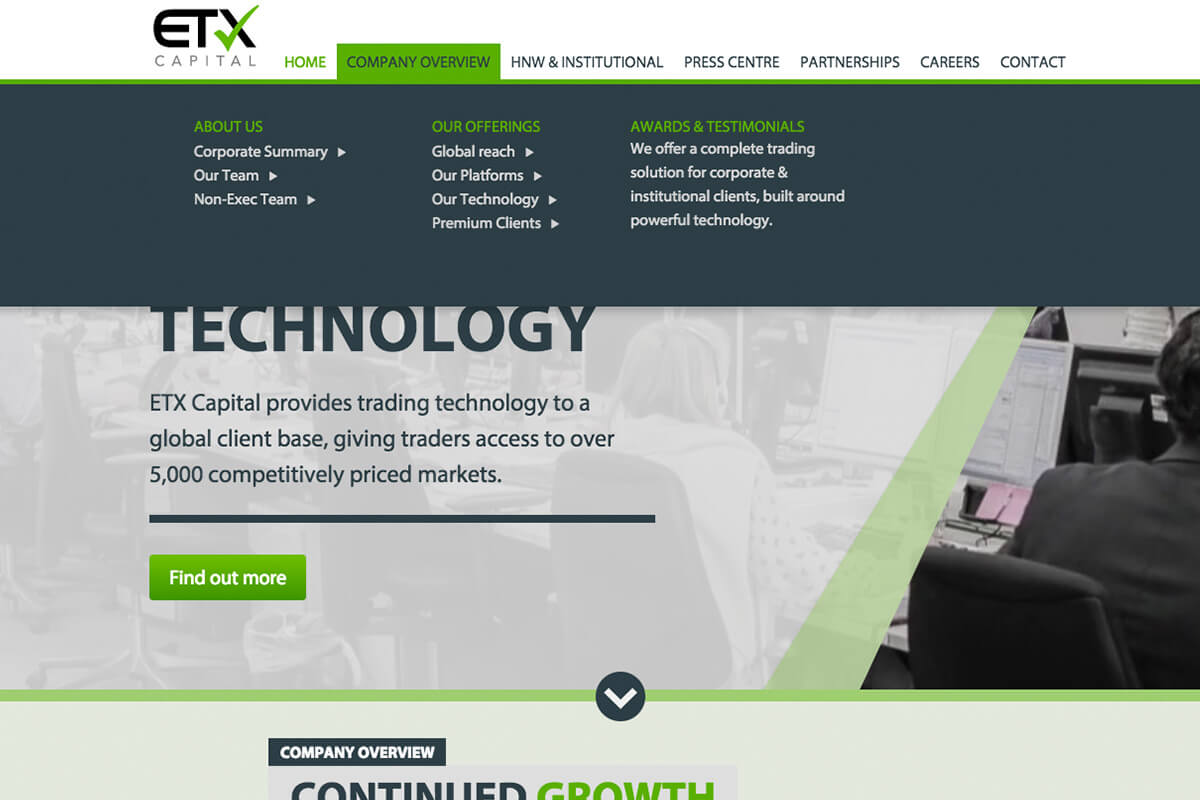 ETX
CAPITAL
HOME
COMPANY OVERVIEW
HNW & INSTITUTIONAL
PRESS CENTRE
PARTNERSHIPS
CAREERS
CONTACT
ABOUT US
Corporate Summary
Our Team
Non-Exec Team
OUR OFFERINGS
Global reach
Our Platforms
Our Technology
Premium Clients
AWARDS & TESTIMONIALS
We offer a complete trading
solution for corporate &
institutional clients, built around
powerful technology.
TECHNOLOGY
ETX Capital provides trading technology to a
global client base, giving traders access to over
5,000 competitively priced markets.
Find out more
COMPANY OVERVIEW
CONTINUED GROWTH